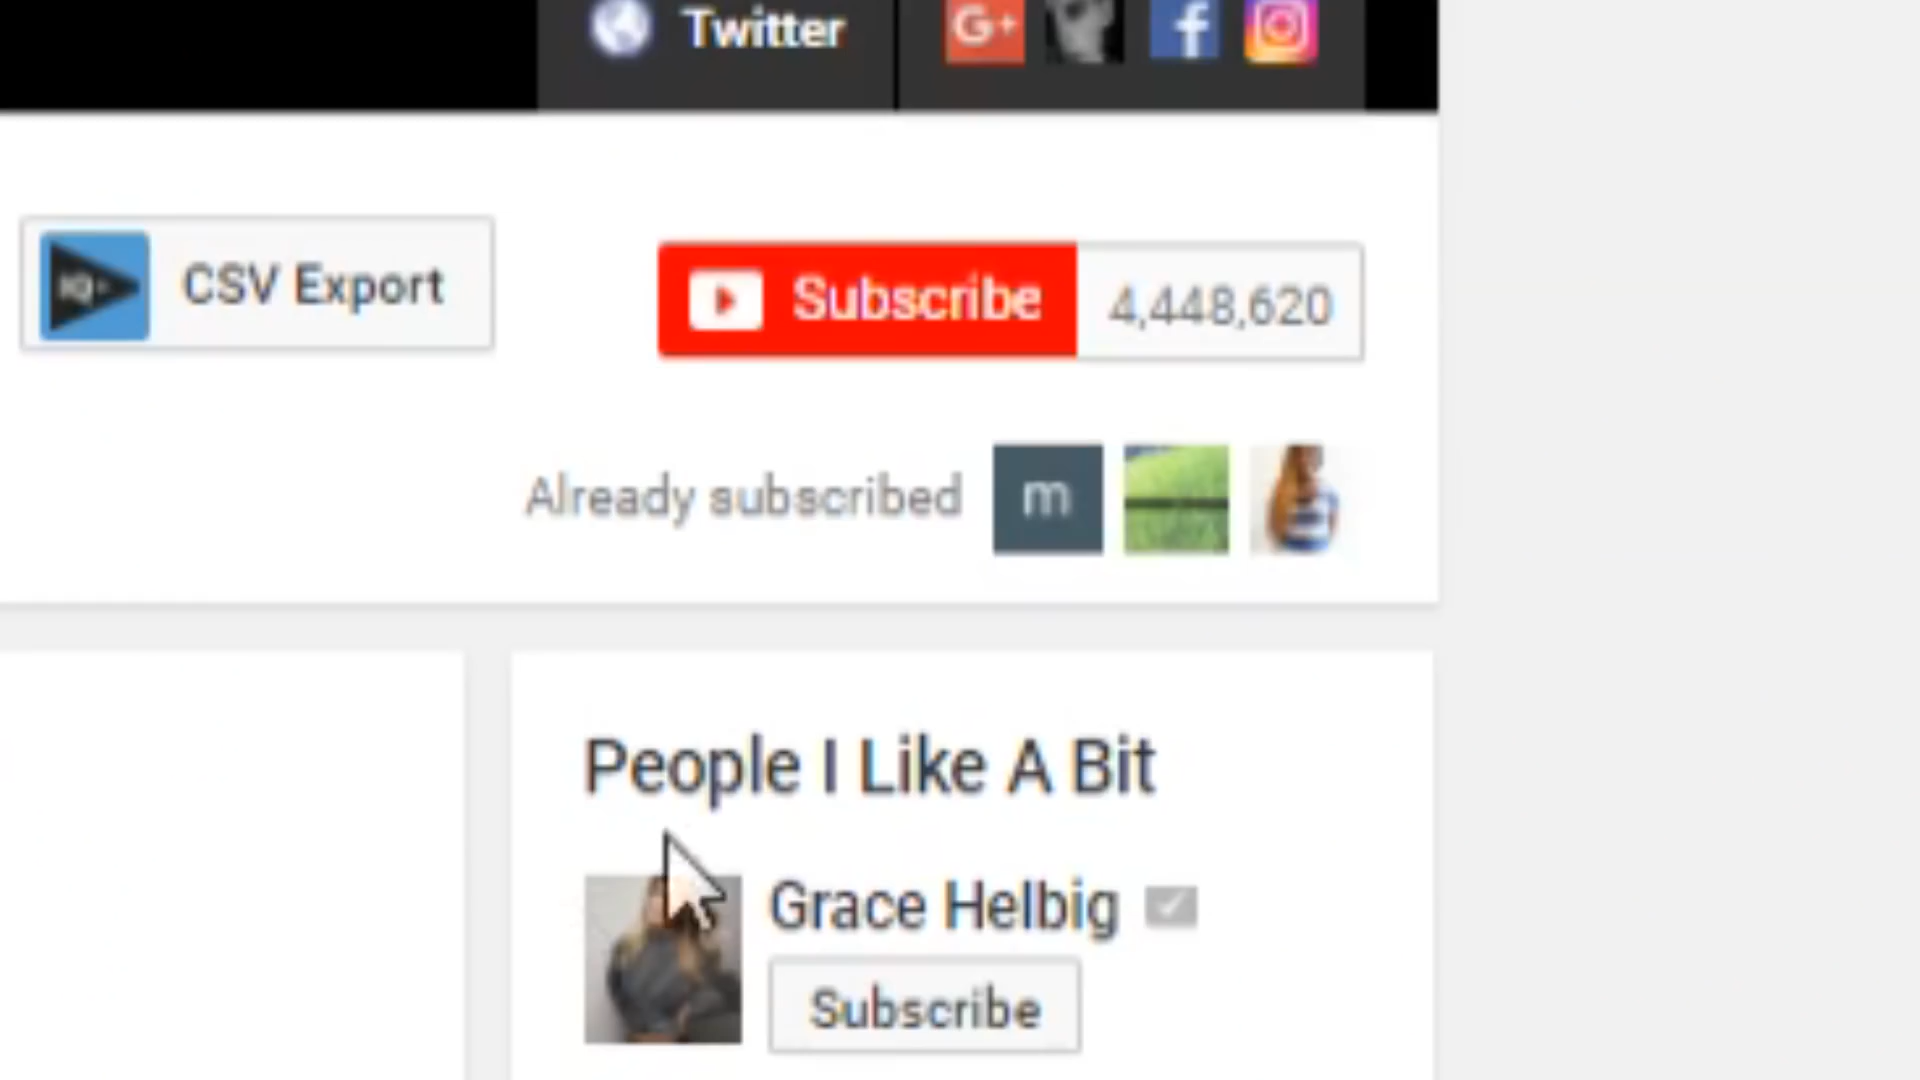 Twitter
G+
f
CSV Export
Subscribe 4,448,620
Already subscribed m
People I Like A Bit
Grace Helbig
Subscribe